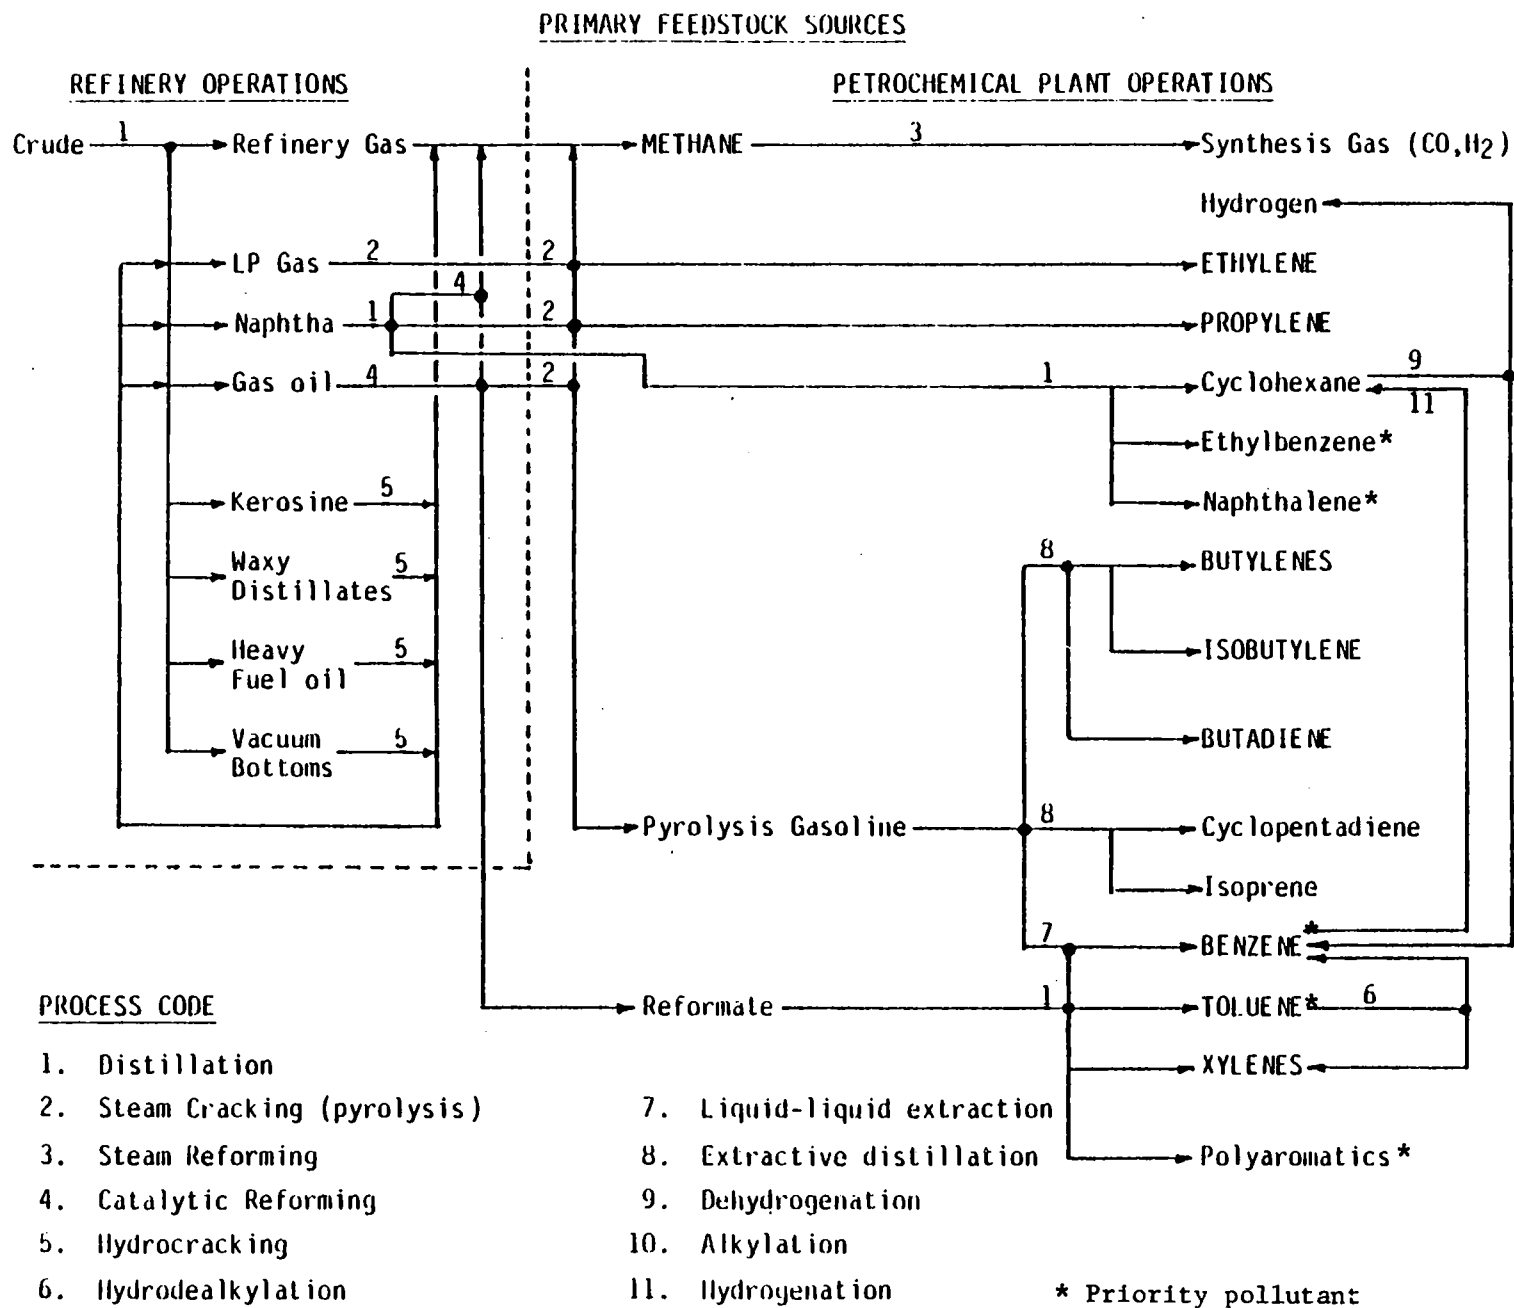 PRIMARY FEEDSTOCK SOURCES
REFINERY OPERATIONS
PETROCHEMICAL PLANT OPERATIONS
Crude 1 Refinery Gas METHANE 3 Synthesis Gas (CO,H2)
Hydrogen
LP Gas 2 2 ETHYLENE
4
Naphtha 1 2 PROPYLENE
Gas oil 4 2 1 Cyclohexane 9
11
Ethylbenzene*
Kerosine 5 Naphthalene*
Waxy
Distillates 5
8 BUTYLENES
Heavy
Fuel oil 5
ISOBUTYLENE
Vacuum
Bottoms 5
BUTADIENE
Pyrolysis Gasoline 8 Cyclopentadiene
Isoprene
7 BENZENE*
Reformate 1 TOLUENE* 6
XYLENES
Polyaromatics*
PROCESS CODE
1. Distillation
2. Steam Cracking (pyrolysis)
3. Steam Reforming
4. Catalytic Reforming
5. Hydrocracking
6. Hydrodealkylation
7. Liquid-liquid extraction
8. Extractive distillation
9. Dehydrogenation
10. Alkylation
11. Hydrogenation
* Priority pollutant